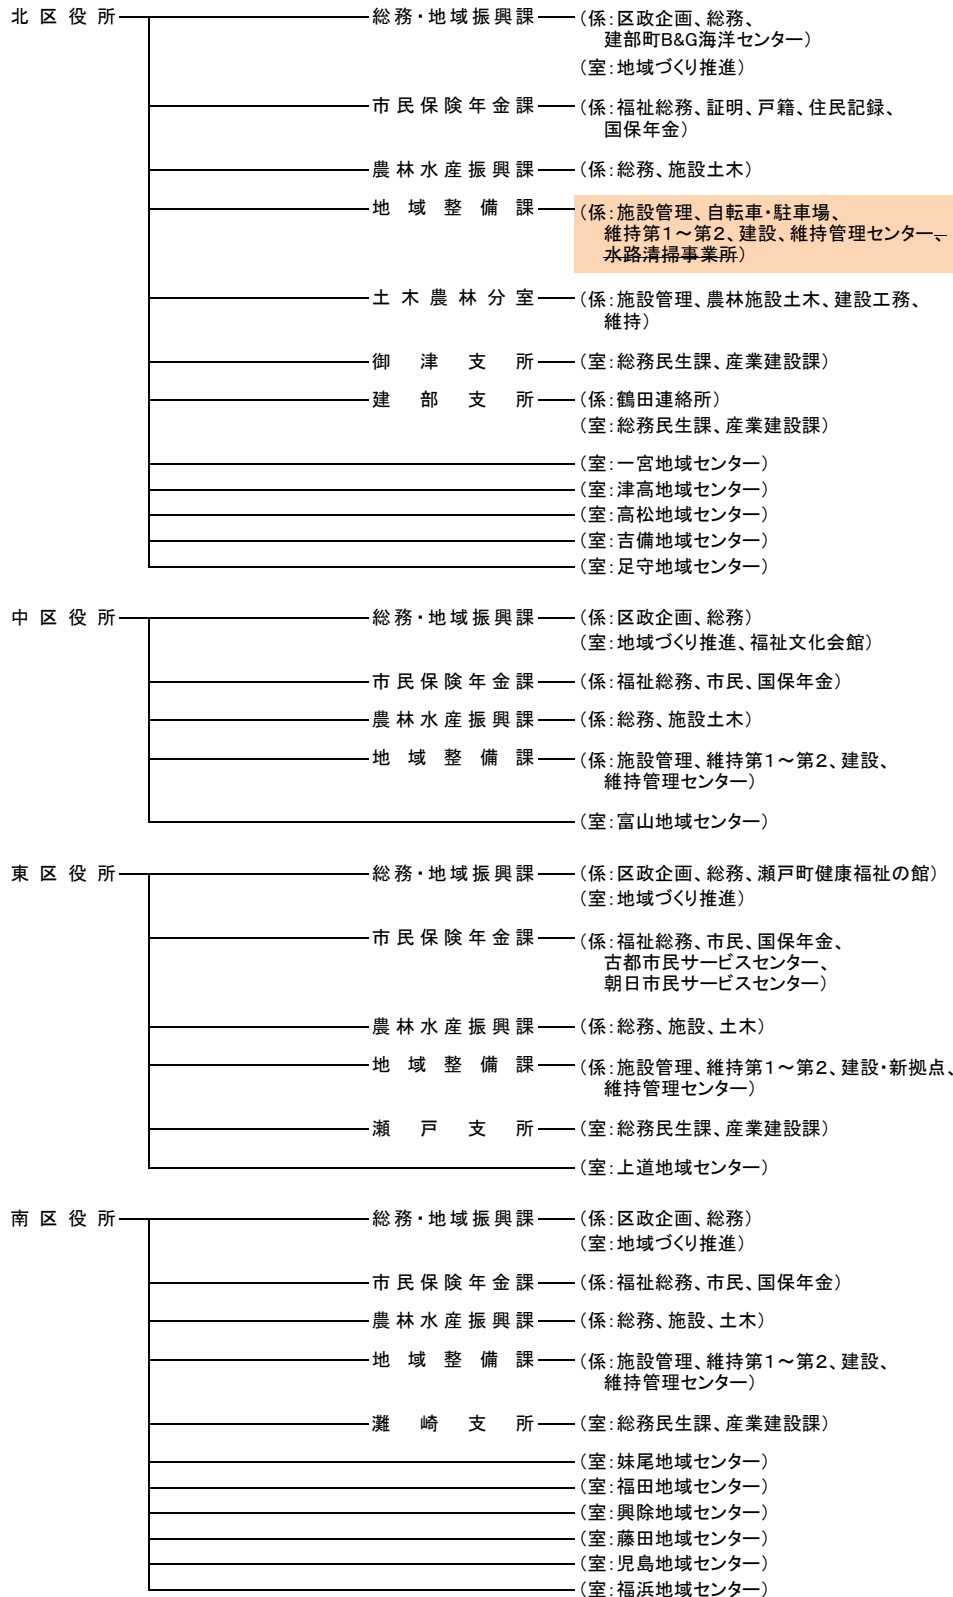 北区役所 総務・地域振興課 (係:区政企画、総務、
建部町B&G海洋センター)
(室:地域づくり推進)
市民保険年金課 (係:福祉総務、証明、戸籍、住民記録、
国保年金)
農林水産振興課 (係:総務、施設土木)
地域整備課 (係:施設管理、自転車・駐車場、
維持第1~第2、建設、維持管理センター、
水路清掃事業所)
土木農林分室 (係:施設管理、農林施設土木、建設工務、
維持)
御津支所 (室:総務民生課、産業建設課)
建部支所 (係:鶴田連絡所)
(室:総務民生課、産業建設課)
(室:一宮地域センター)
(室:津高地域センター)
(室:高松地域センター)
(室:吉備地域センター)
(室:足守地域センター)
中区役所 総務・地域振興課 (係:区政企画、総務)
(室:地域づくり推進、福祉文化会館)
市民保険年金課 (係:福祉総務、市民、国保年金)
農林水産振興課 (係:総務、施設土木)
地域整備課 (係:施設管理、維持第1~第2、建設、
維持管理センター)
(室:富山地域センター)
東区役所 総務・地域振興課 (係:区政企画、総務、瀬戸町健康福祉の館)
(室:地域づくり推進)
市民保険年金課 (係:福祉総務、市民、国保年金、
古都市民サービスセンター、
朝日市民サービスセンター)
農林水産振興課 (係:総務、施設、土木)
地域整備課 (係:施設管理、維持第1~第2、建設・新拠点、
維持管理センター)
瀬戸支所 (室:総務民生課、産業建設課)
(室:上道地域センター)
南区役所 総務・地域振興課 (係:区政企画、総務)
(室:地域づくり推進)
市民保険年金課 (係:福祉総務、市民、国保年金)
農林水産振興課 (係:総務、施設、土木)
地域整備課 (係:施設管理、維持第1~第2、建設、
維持管理センター)
灘崎支所 (室:総務民生課、産業建設課)
(室:妹尾地域センター)
(室:福田地域センター)
(室:興除地域センター)
(室:藤田地域センター)
(室:児島地域センター)
(室:福浜地域センター)